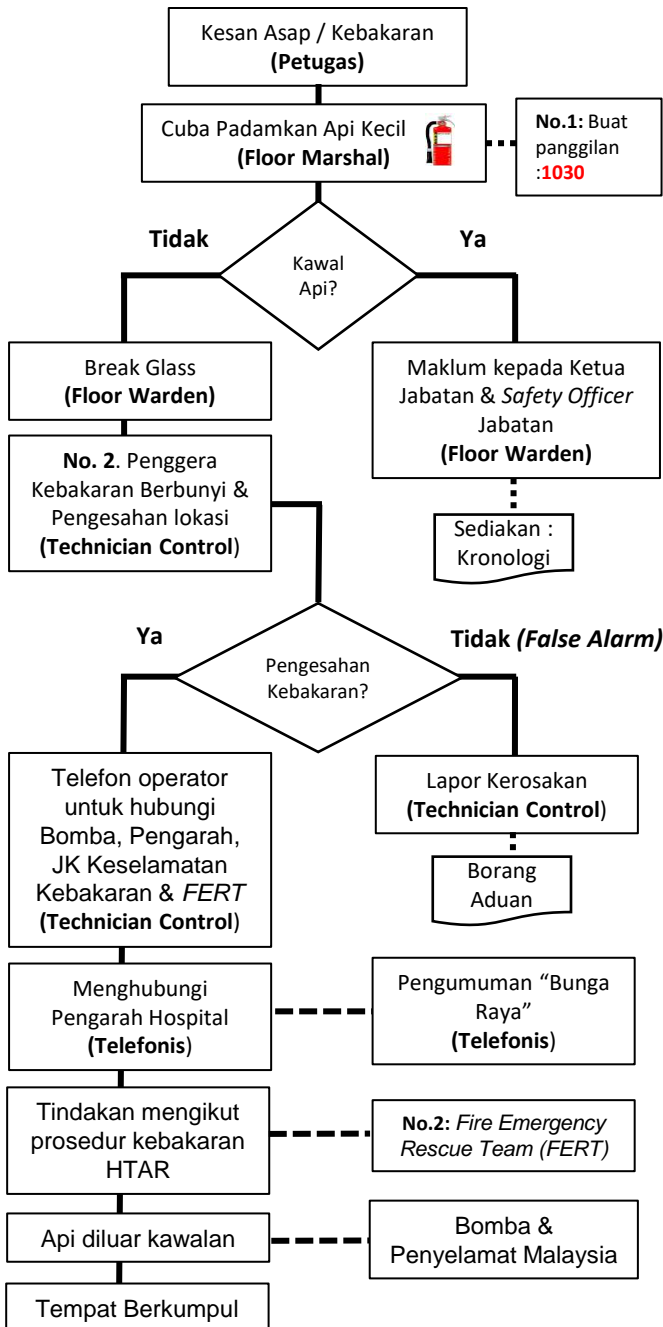 Kesan Asap / Kebakaran
(Petugas)
Cuba Padamkan Api Kecil
(Floor Marshal)
No.1: Buat
panggilan
:1030
Tidak
Ya
Kawal
Api?
Break Glass
(Floor Warden)
Maklum kepada Ketua
Jabatan & Safety Officer
Jabatan
(Floor Warden)
No. 2. Penggera
Kebakaran Berbunyi &
Pengesahan lokasi
(Technician Control)
Sediakan :
Kronologi
Ya
Tidak (False Alarm)
Pengesahan
Kebakaran?
Telefon operator
untuk hubungi
Bomba, Pengarah,
JK Keselamatan
Kebakaran & FERT
(Technician Control)
Lapor Kerosakan
(Technician Control)
Borang
Aduan
Menghubungi
Pengarah Hospital
(Telefonis)
Pengumuman “Bunga
Raya”
(Telefonis)
Tindakan mengikut
prosedur kebakaran
HTAR
No.2: Fire Emergency
Rescue Team (FERT)
Api diluar kawalan
Bomba &
Penyelamat Malaysia
Tempat Berkumpul